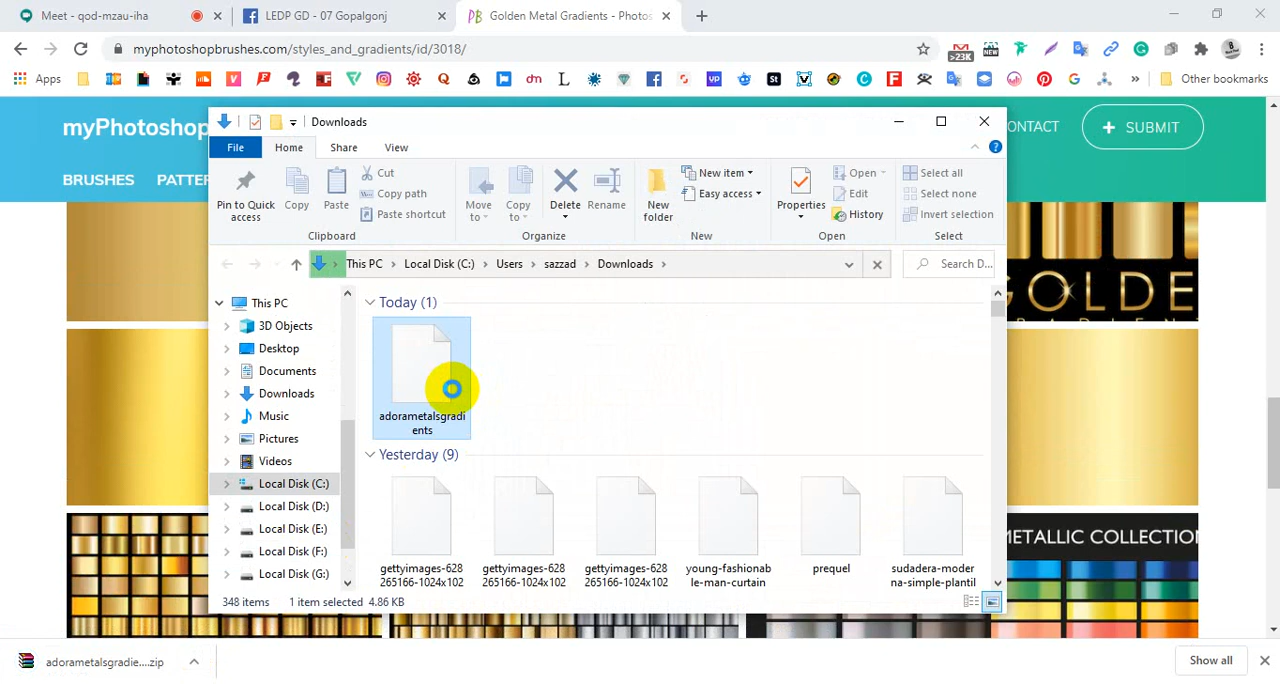 Meet - qod-mzau-iha
LEDP GD - 07 Gopalgonj
Golden Metal Gradients - Photos
myphotoshopbrushes.com/styles_and_gradients/id/3018/
>23K
NEW
Apps
Other bookmarks
myPhotoshop
ONTACT
SUBMIT
BRUSHES
PATTER
Downloads
File
Home
Share
View
Pin to Quick access
Copy
Paste
Cut
Copy path
Paste shortcut
Clipboard
Move to
Copy to
Delete
Rename
Organize
New folder
New item
Easy access
New
Properties
Open
Edit
History
Open
Select all
Select none
Invert selection
Select
This PC
Local Disk (C:)
Users
sazzad
Downloads
Search D...
This PC
3D Objects
Desktop
Documents
Downloads
Music
Pictures
Videos
Local Disk (C:)
Local Disk (D:)
Local Disk (E:)
Local Disk (F:)
Local Disk (G:)
Today (1)
adorametalsgradi
ents
Yesterday (9)
gettyimages-628
265166-1024x102
gettyimages-628
265166-1024x102
gettyimages-628
265166-1024x102
young-fashionab
le-man-curtain
prequel
sudadera-moder
na-simple-plantil
348 items
1 item selected 4.86 KB
GOLDE
METALLIC COLLECTION
adorametalsgradie....zip
Show all